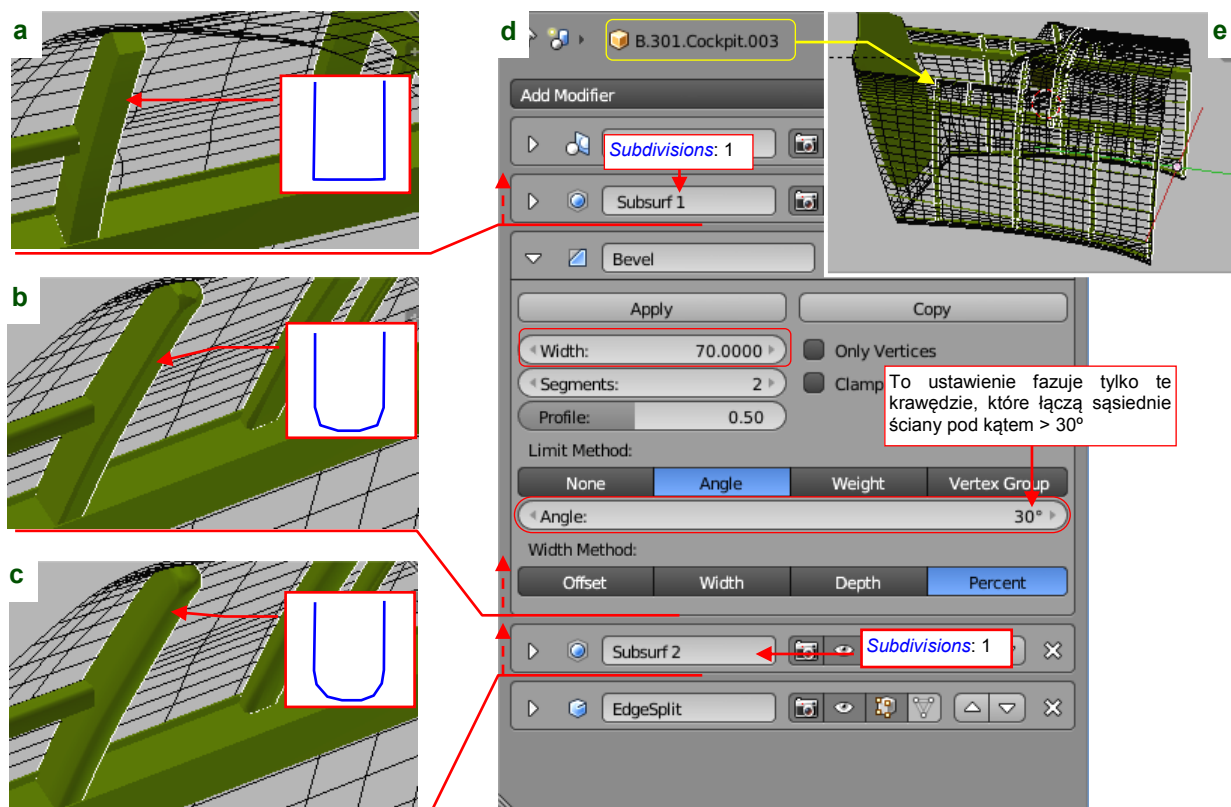 a
b
c
d
B.301.Cockpit.003
e
Add Modifier
Subdivisions: 1
Subsurf 1
Bevel
Apply
Copy
Width: 70.0000
Only Vertices
Segments: 2
Clamp
To ustawienie fazuje tylko te
krawędzie, które łączą sąsiednie
ściany pod kątem > 30º
Profile: 0.50
Limit Method:
None Angle Weight Vertex Group
Angle: 30°
Width Method:
Offset Width Depth Percent
Subsurf 2
Subdivisions: 1
EdgeSplit